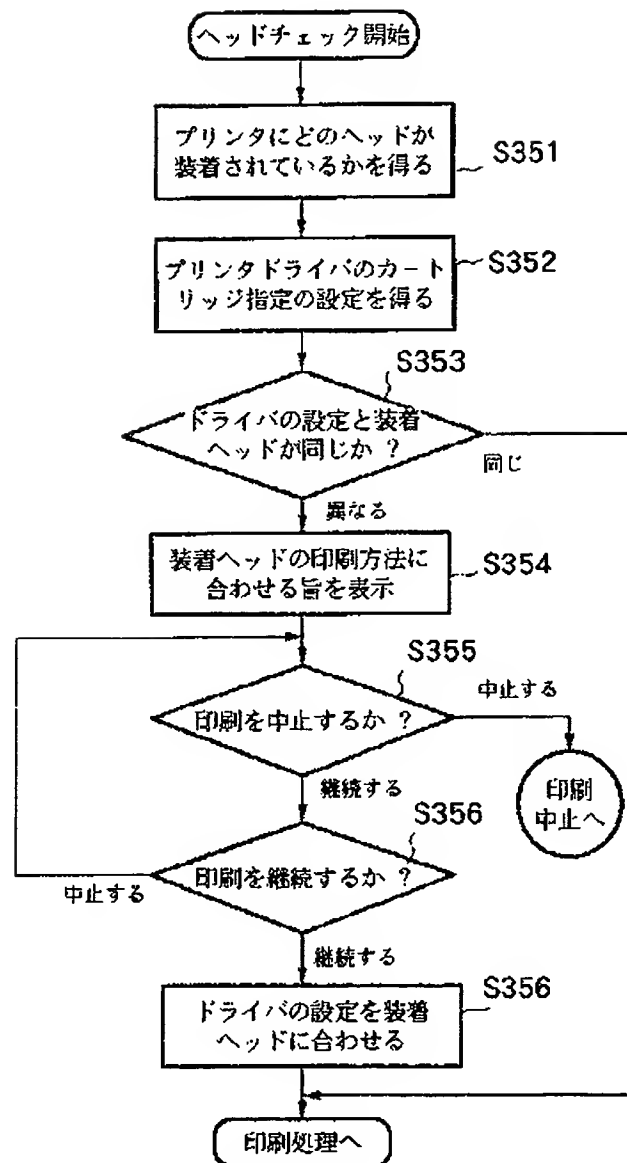 ヘッドチェック開始
プリンタにどのヘッドが
装着されているかを得る
S351
プリンタドライバのカート
リッジ指定の設定を得る
S352
S353
ドライバの設定と装着
ヘッドが同じか ?
同じ
異なる
装着ヘッドの印刷方法に
合わせる旨を表示
S354
S355
印刷を中止するか ?
中止する
印刷
中止へ
継続する
S356
印刷を継続するか ?
中止する
継続する
S356
ドライバの設定を装着
ヘッドに合わせる
印刷処理へ